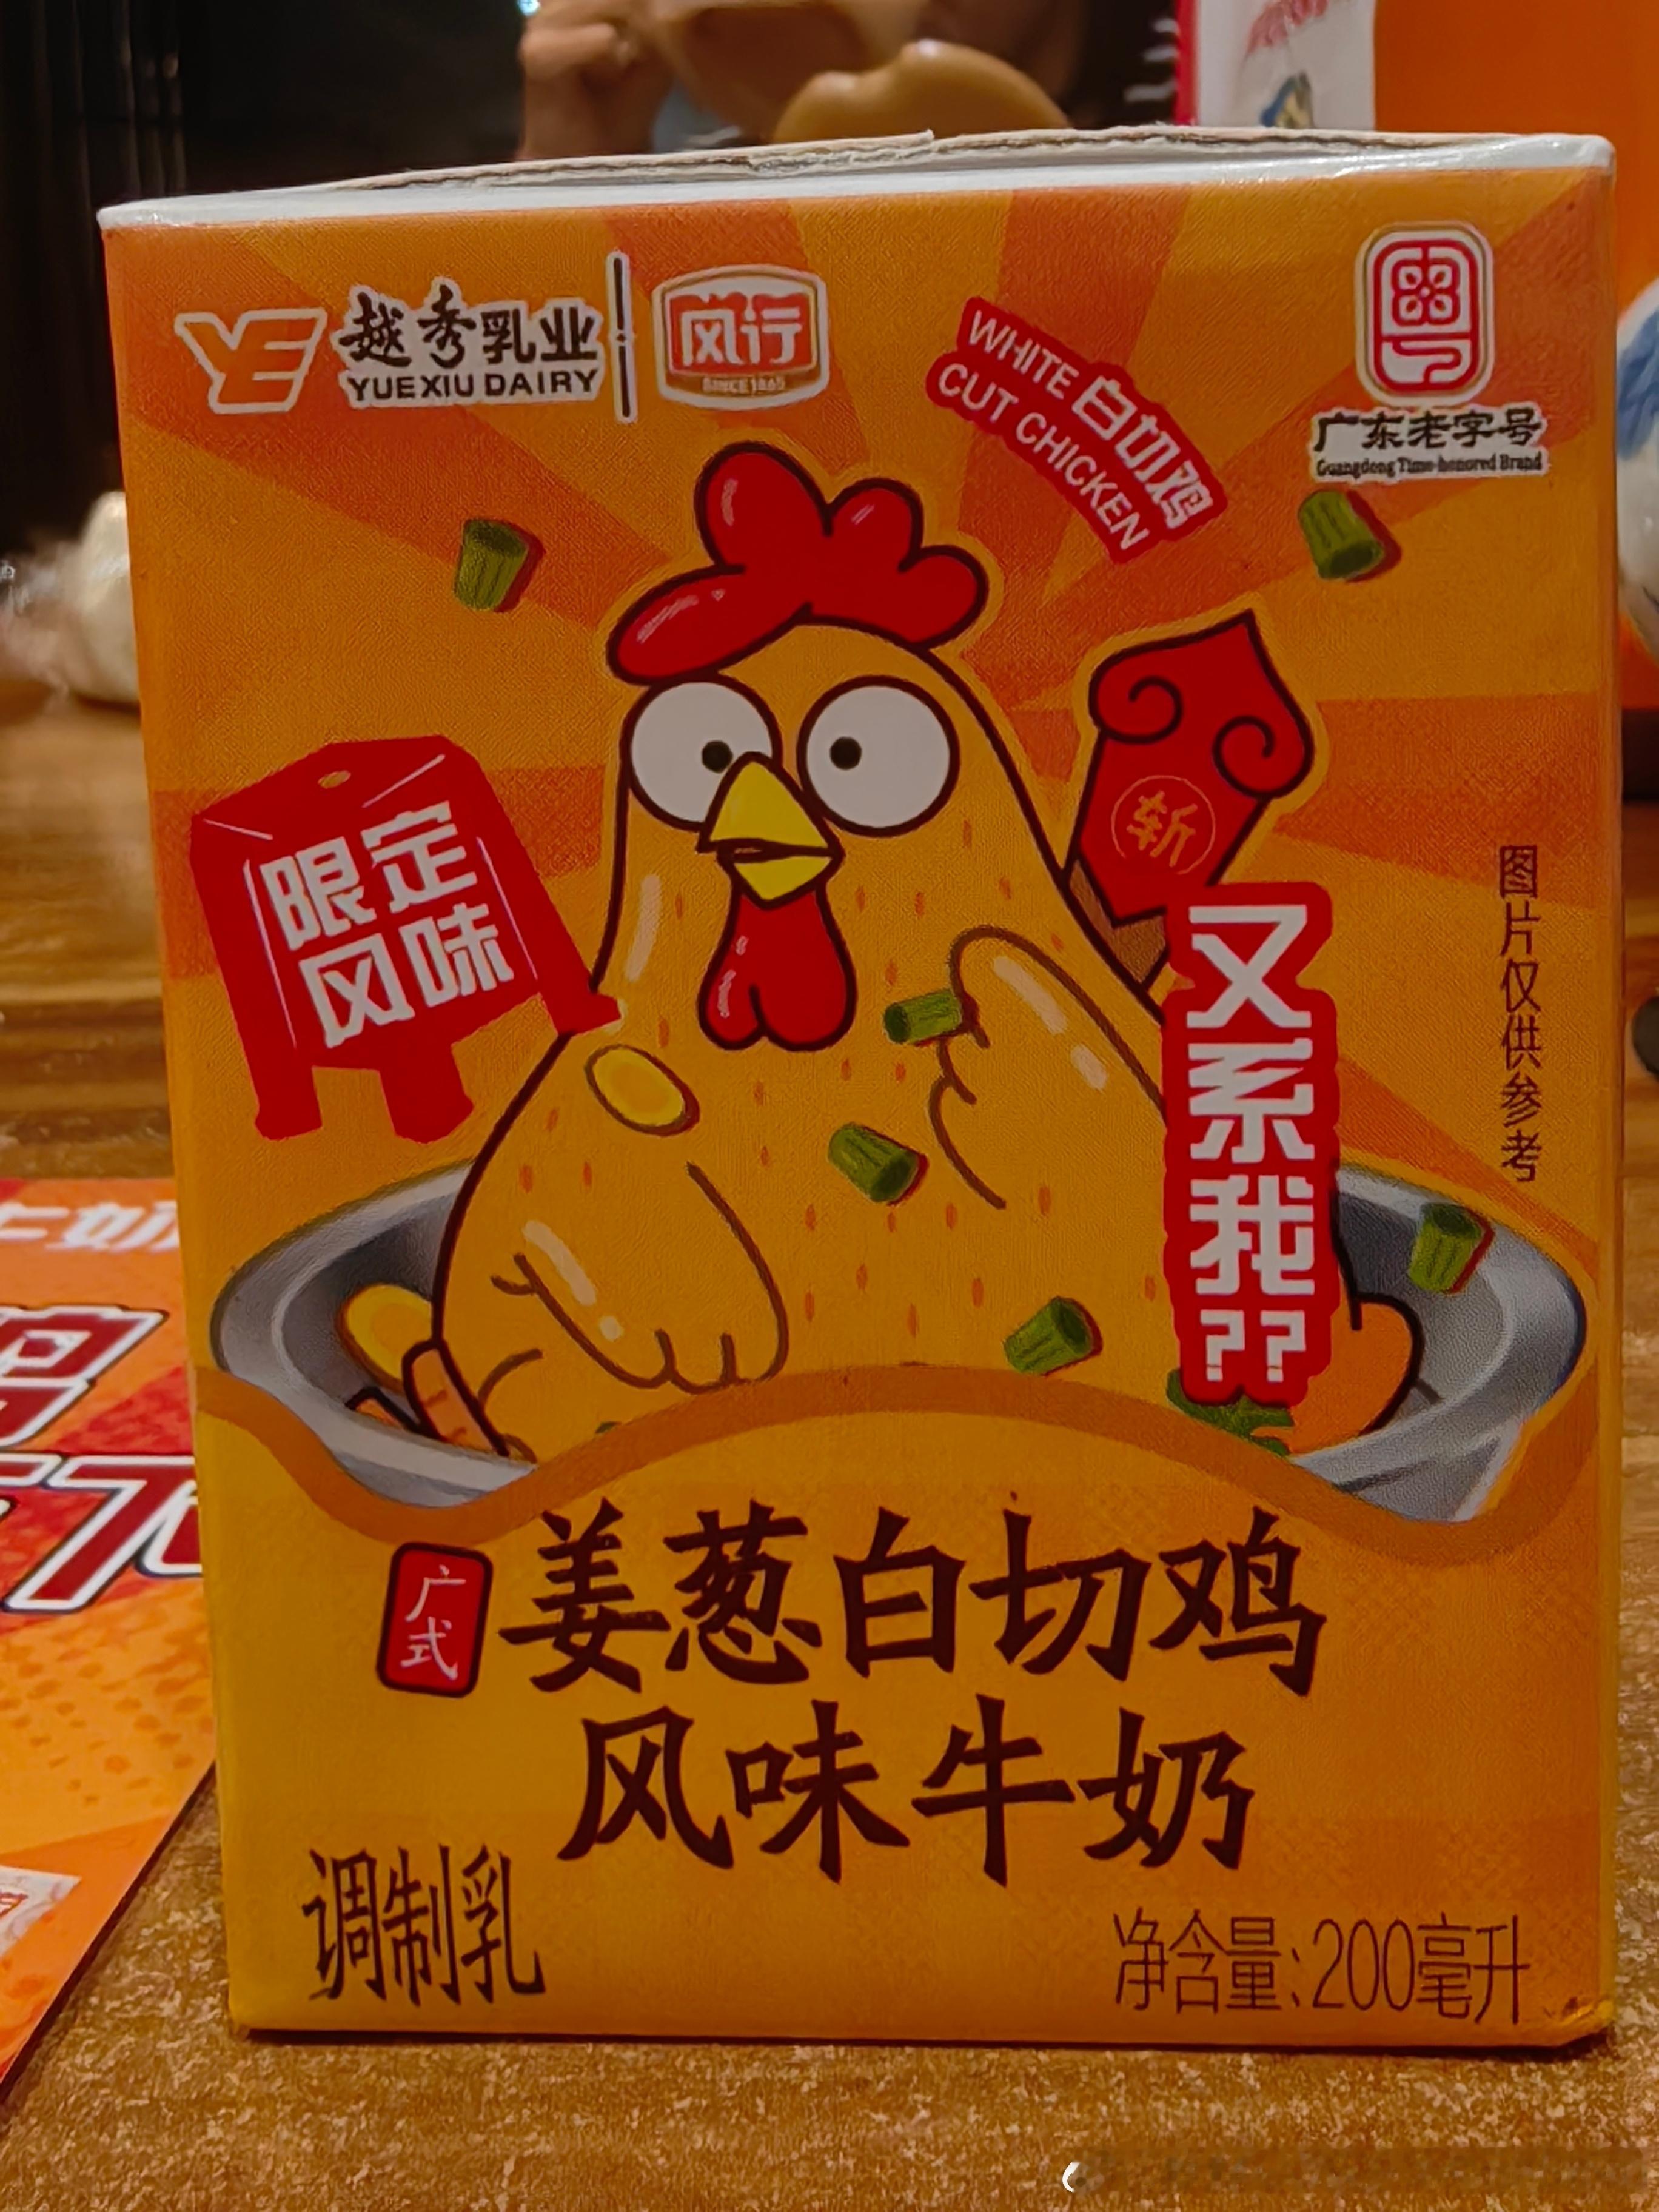 YE 越秀乳业
YUEXIU DAIRY
风行
SINCE 1865
WHITE 白切鸡
CUT CHICKEN
粤
广东老字号
Guangdong Time-honored Brand
限定
风味
斩
又系我??
图片仅供参考
广式
姜葱白切鸡
风味牛奶
调制乳
净含量:200毫升